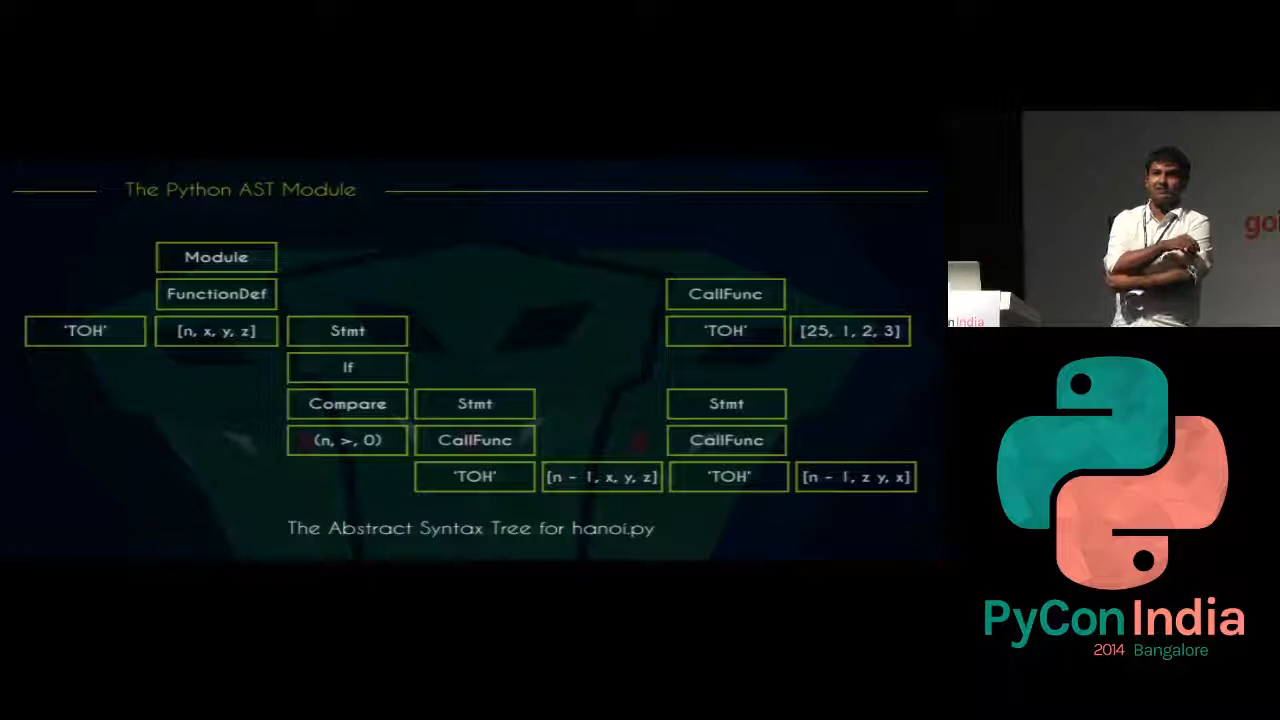 The Python AST Module
Module
FunctionDef CallFunc
'TOH' [n, x, y, z] Stmt 'TOH' [25, 1, 2, 3]
If
Compare Stmt Stmt
(n, >, 0) CallFunc CallFunc
'TOH' [n - 1, x, y, z] 'TOH' [n - 1, z y, x]
The Abstract Syntax Tree for hanoi.py
India
PyCon India
2014 Bangalore